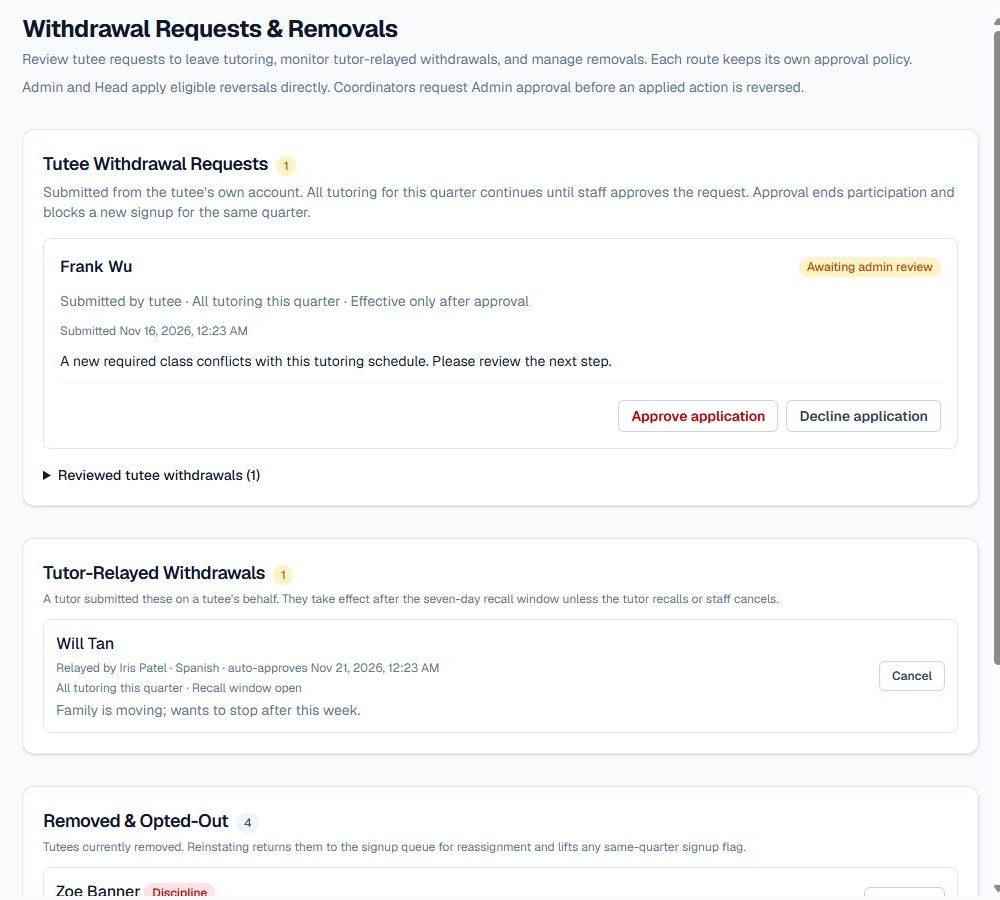 Withdrawal Requests & Removals
Review tutee requests to leave tutoring, monitor tutor-relayed withdrawals, and manage removals. Each route keeps its own approval policy.
Admin and Head apply eligible reversals directly. Coordinators request Admin approval before an applied action is reversed.
Tutee Withdrawal Requests 1
Submitted from the tutee's own account. All tutoring for this quarter continues until staff approves the request. Approval ends participation and
blocks a new signup for the same quarter.
Frank Wu Awaiting admin review
Submitted by tutee · All tutoring this quarter · Effective only after approval
Submitted Nov 16, 2026, 12:23 AM
A new required class conflicts with this tutoring schedule. Please review the next step.
Approve application Decline application
Reviewed tutee withdrawals (1)
Tutor-Relayed Withdrawals 1
A tutor submitted these on a tutee's behalf. They take effect after the seven-day recall window unless the tutor recalls or staff cancels.
Will Tan
Relayed by Iris Patel · Spanish · auto-approves Nov 21, 2026, 12:23 AM
Cancel
All tutoring this quarter · Recall window open
Family is moving; wants to stop after this week.
Removed & Opted-Out 4
Tutees currently removed. Reinstating returns them to the signup queue for reassignment and lifts any same-quarter signup flag.
Zoe Banner Discipline